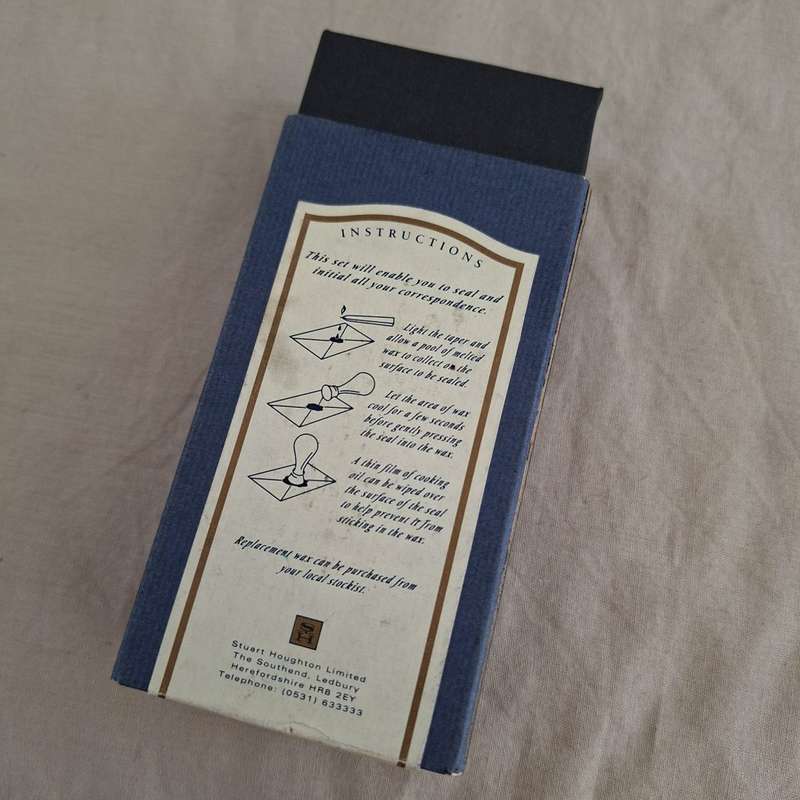 INSTRUCTIONS
This set will enable you to seal and
initial all your correspondence.
Light the taper and
allow a pool of melted
wax to collect on the
surface to be sealed.
Let the area of wax
cool for a few seconds
before gently pressing
the seal into the wax.
A thin film of cooking
oil can be wiped over
the surface of the seal
to help prevent it from
sticking in the wax.
Replacement wax can be purchased from
your local stockist.
Stuart Houghton Limited
The Southend, Ledbury
Herefordshire HR8 2EY
Telephone: (0531) 633333